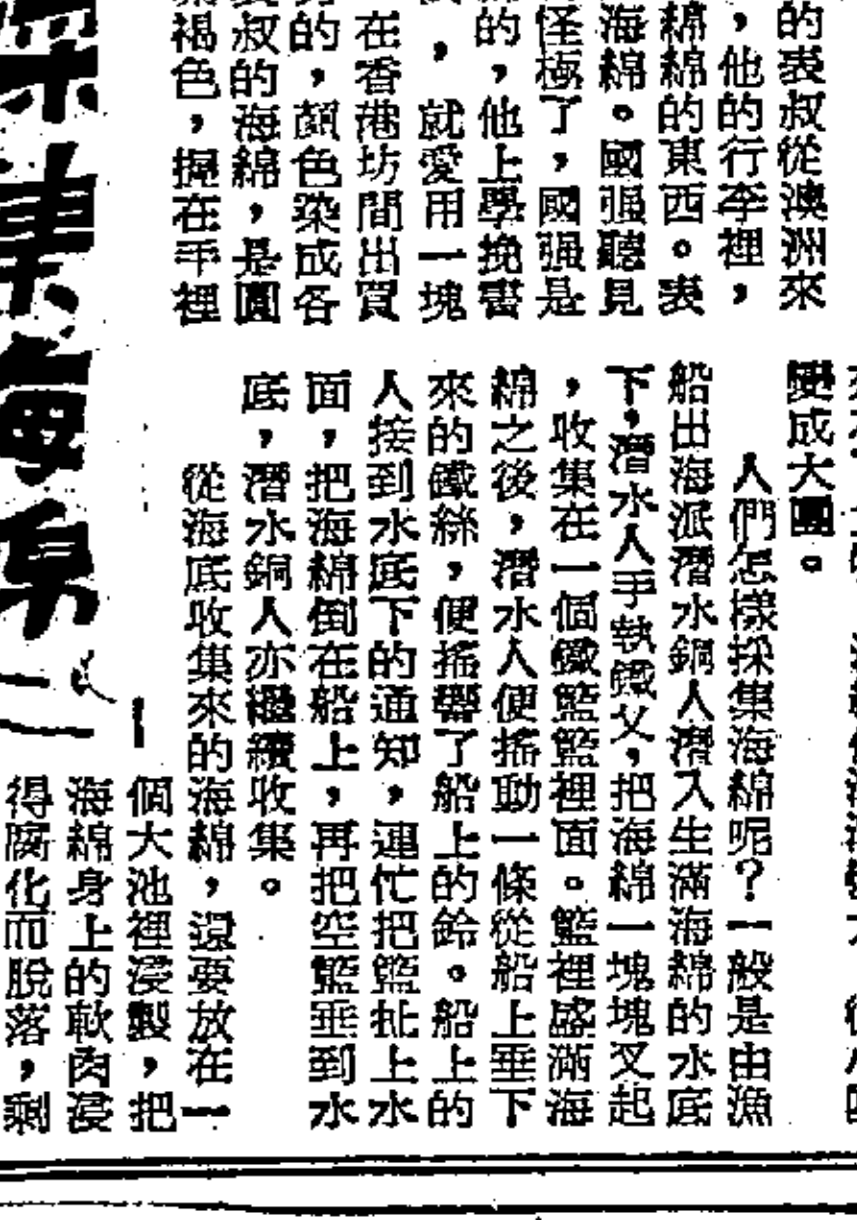 的表叔從澳洲來
，他的行李裡，
綿綿的東西。表
海綿。國强聽見
怪極了，國强是
的，他上學挽書
，就愛用一塊
在香港坊間出買
的，顏色染成各
叔的海綿，是圓
褐色，握在手裡
變成大團。
人們怎樣採集海綿呢？一般是由漁
船出海派潛水銅人潛入生滿海綿的水底
下，潛水人手執鐵义，把海綿一塊塊叉起
，收集在一個鐵籃籃裡面。籃裡盛滿海
綿之後，潛水人便搖動一條從船上垂下
來的鐵絲，便搖響了船上的鈴。船上的
人接到水底下的通知，連忙把籃扯上水
面，把海綿倒在船上，再把空籃垂到水
底，潛水銅人亦繼續收集。
從海底收集來的海綿，還要放在一
個大池裡浸製，把
海綿身上的軟肉浸
得腐化而脫落，剩
集海